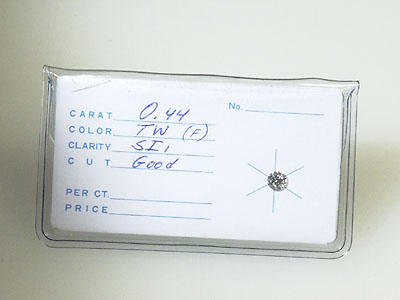 CARAT 0.44 No.
COLOR TW (F)
CLARITY SI1
CUT Good
PER CT.
PRICE